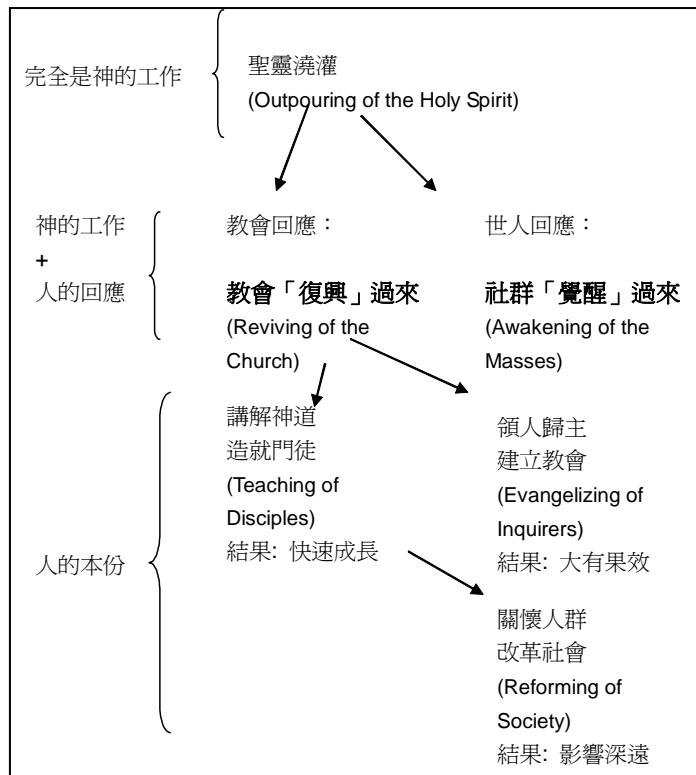 完全是神的工作
聖靈澆灌
(Outpouring of the Holy Spirit)
神的工作
+
人的回應
教會回應：
教會「復興」過來
(Reviving of the
Church)
世人回應：
社群「覺醒」過來
(Awakening of the
Masses)
人的本份
講解神道
造就門徒
(Teaching of
Disciples)
結果: 快速成長
領人歸主
建立教會
(Evangelizing of
Inquirers)
結果: 大有果效
關懷人群
改革社會
(Reforming of
Society)
結果: 影響深遠